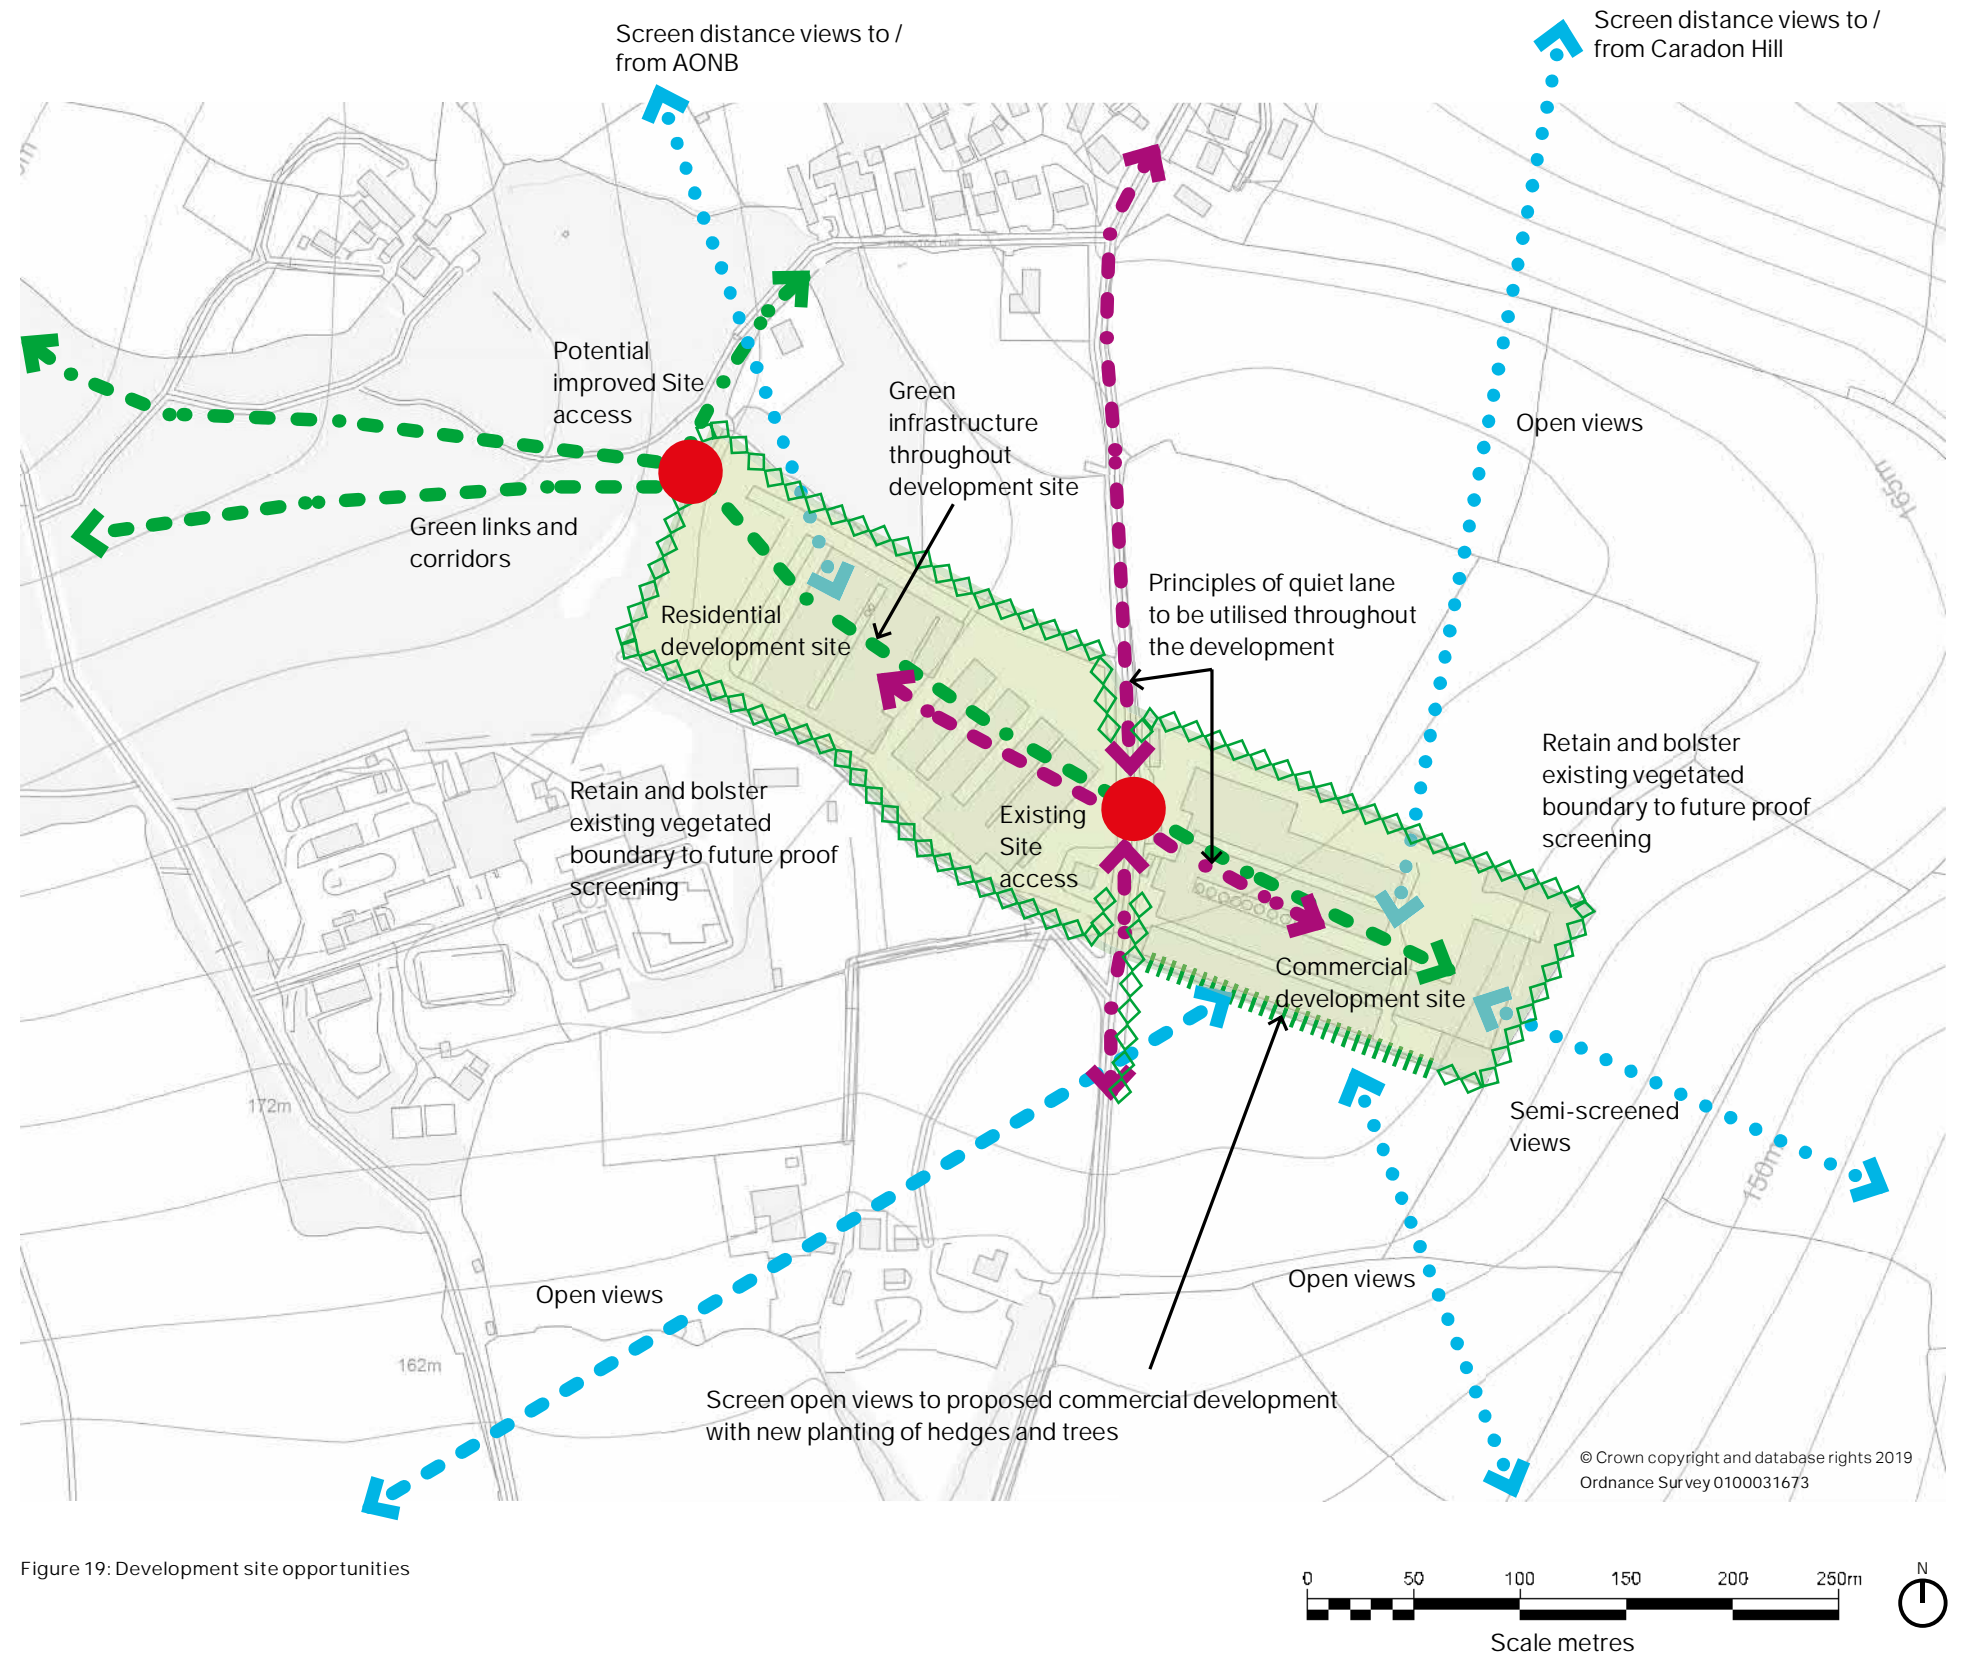 Screen distance views to /
from AONB
Screen distance views to /
from Caradon Hill
Potential
improved Site
access
Green
infrastructure
throughout
development site
Open views
165m
Green links and
corridors
Principles of quiet lane
to be utilised throughout
the development
Residential
development site
Retain and bolster
existing vegetated
boundary to future proof
screening
Retain and bolster
existing vegetated
boundary to future proof
screening
Existing
Site
access
Commercial
development site
172m
Semi-screened
views
150m
Open views
Open views
162m
Screen open views to proposed commercial development
with new planting of hedges and trees
© Crown copyright and database rights 2019
Ordnance Survey 0100031673
Figure 19: Development site opportunities
0 50 100 150 200 250m
Scale metres
N